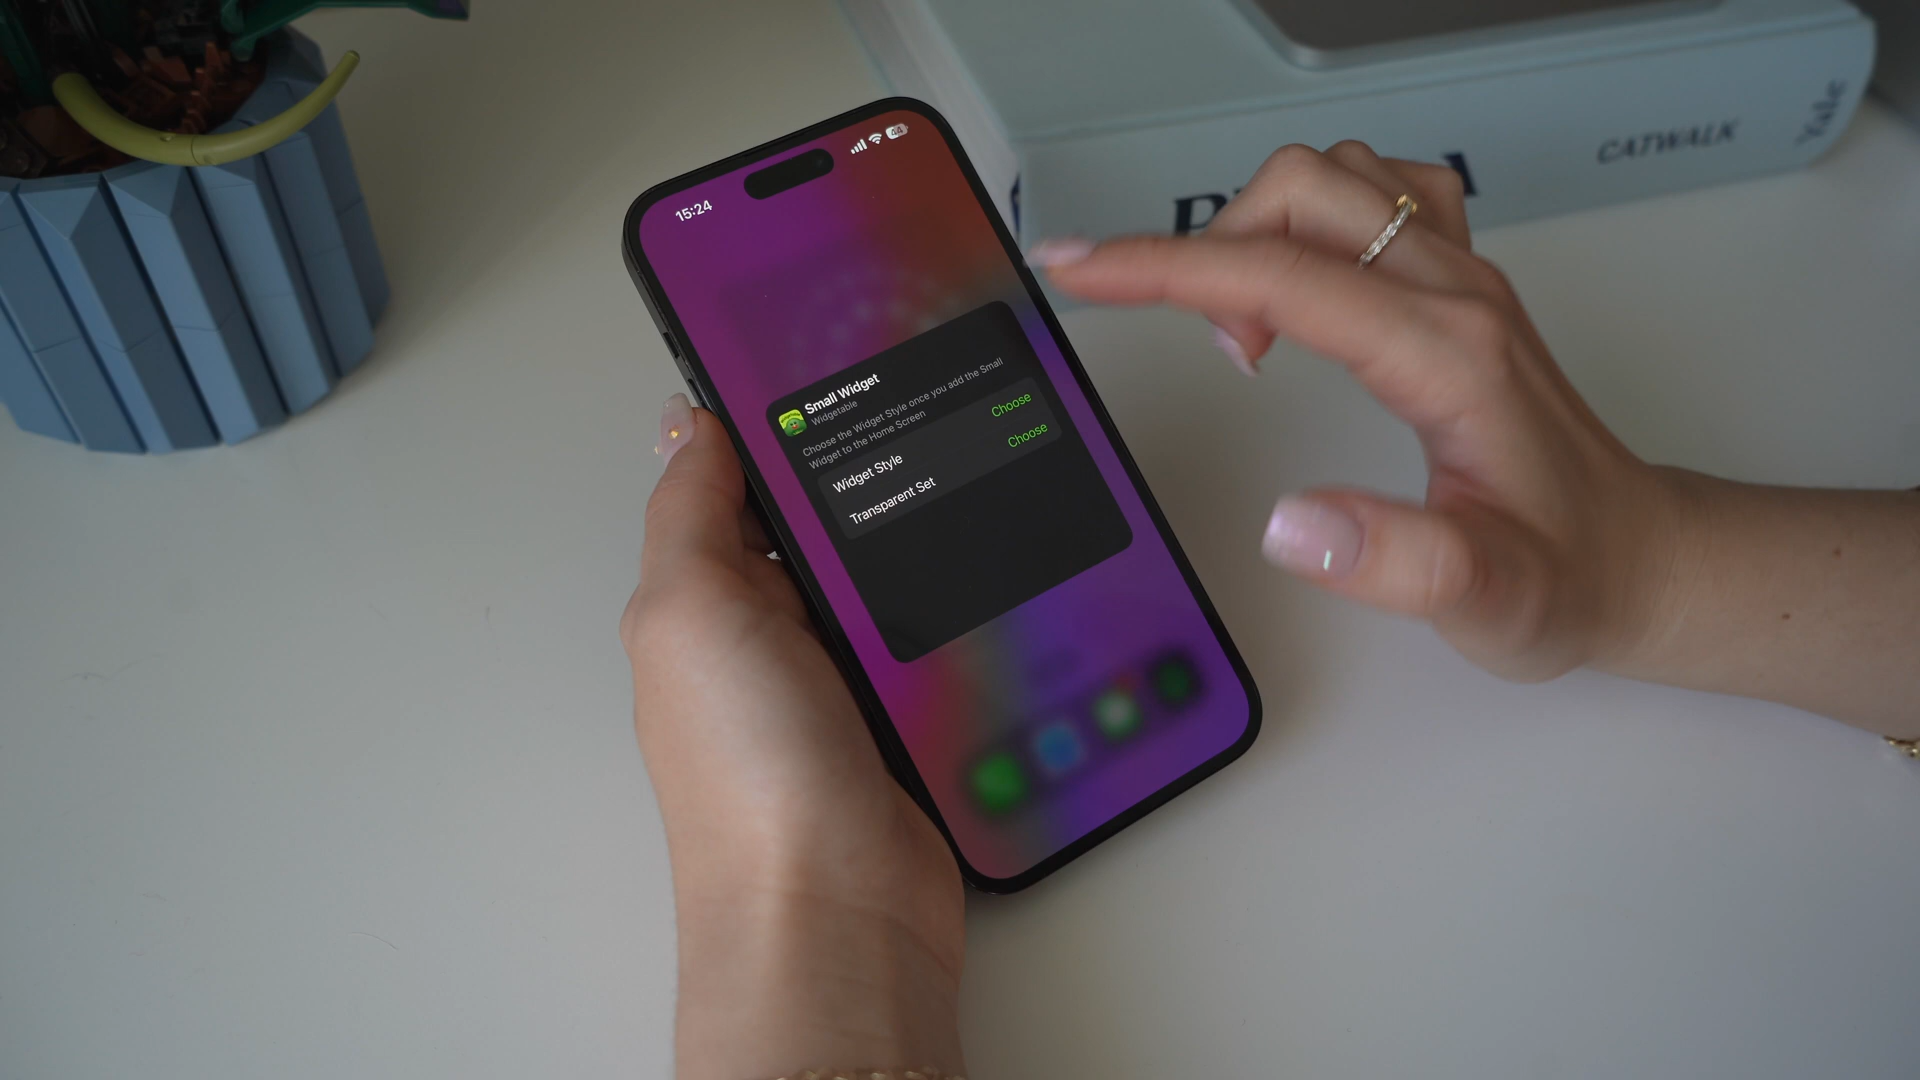 15:24
44
Small Widget
Widgetable
Choose the Widget Style once you add the Small
Widget to the Home Screen
Widget Style
Choose
Transparent Set
Choose
CATWALK
Yale